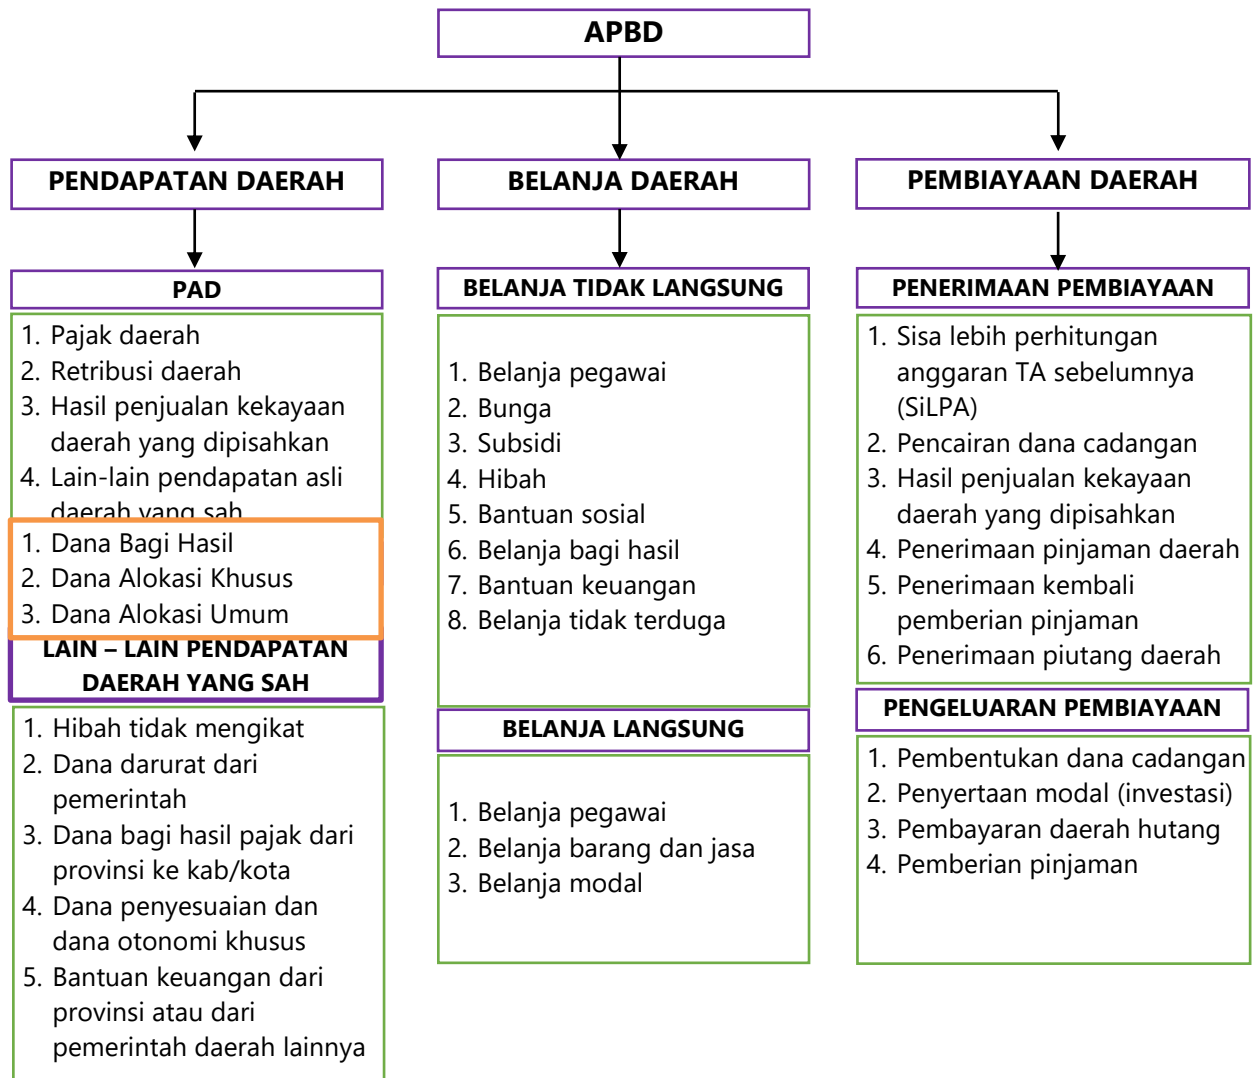 APBD
PENDAPATAN DAERAH
PAD
1. Pajak daerah
2. Retribusi daerah
3. Hasil penjualan kekayaan
daerah yang dipisahkan
4. Lain-lain pendapatan asli
daerah yang sah
1. Dana Bagi Hasil
2. Dana Alokasi Khusus
3. Dana Alokasi Umum
LAIN – LAIN PENDAPATAN
DAERAH YANG SAH
1. Hibah tidak mengikat
2. Dana darurat dari
pemerintah
3. Dana bagi hasil pajak dari
provinsi ke kab/kota
4. Dana penyesuaian dan
dana otonomi khusus
5. Bantuan keuangan dari
provinsi atau dari
pemerintah daerah lainnya
BELANJA DAERAH
BELANJA TIDAK LANGSUNG
1. Belanja pegawai
2. Bunga
3. Subsidi
4. Hibah
5. Bantuan sosial
6. Belanja bagi hasil
7. Bantuan keuangan
8. Belanja tidak terduga
BELANJA LANGSUNG
1. Belanja pegawai
2. Belanja barang dan jasa
3. Belanja modal
PEMBIAYAAN DAERAH
PENERIMAAN PEMBIAYAAN
1. Sisa lebih perhitungan
anggaran TA sebelumnya
(SiLPA)
2. Pencairan dana cadangan
3. Hasil penjualan kekayaan
daerah yang dipisahkan
4. Penerimaan pinjaman daerah
5. Penerimaan kembali
pemberian pinjaman
6. Penerimaan piutang daerah
PENGELUARAN PEMBIAYAAN
1. Pembentukan dana cadangan
2. Penyertaan modal (investasi)
3. Pembayaran daerah hutang
4. Pemberian pinjaman